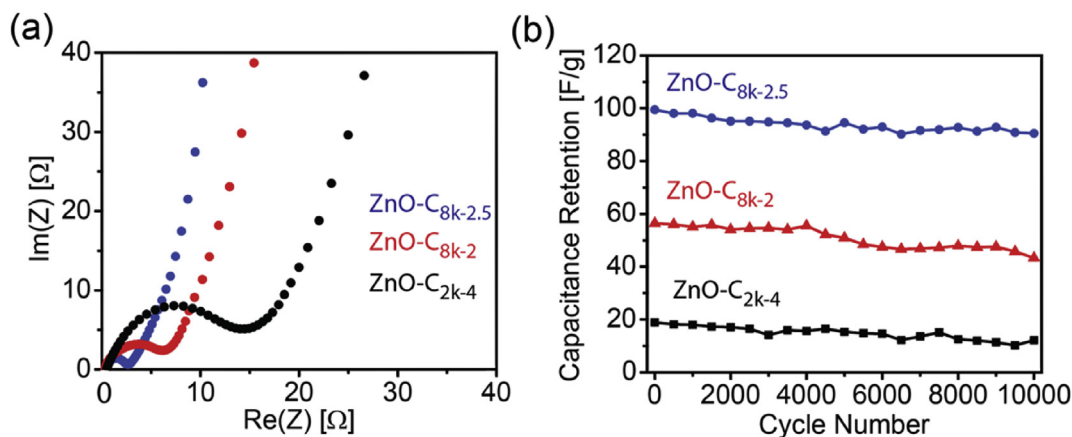 (a)
40
30
20
10
0
Im(Z) [Ω]
0 10 20 30 40
Re(Z) [Ω]
ZnO-C8k-2.5
ZnO-C8k-2
ZnO-C2k-4
(b)
120
100
80
60
40
20
0
Capacitance Retention [F/g]
0 2000 4000 6000 8000 10000
Cycle Number
ZnO-C8k-2.5
ZnO-C8k-2
ZnO-C2k-4